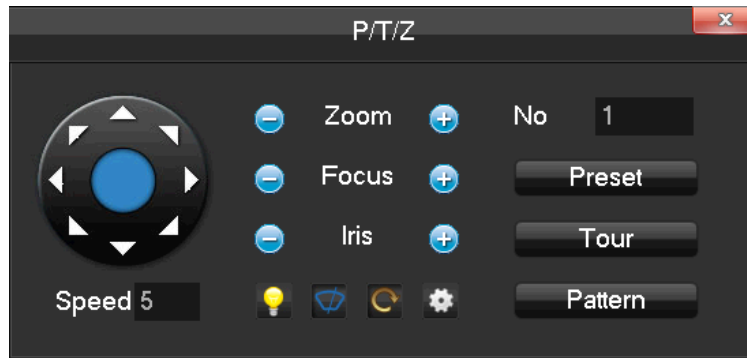 P/T/Z
Zoom
No 1
Focus
Preset
Iris
Tour
Speed 5
Pattern